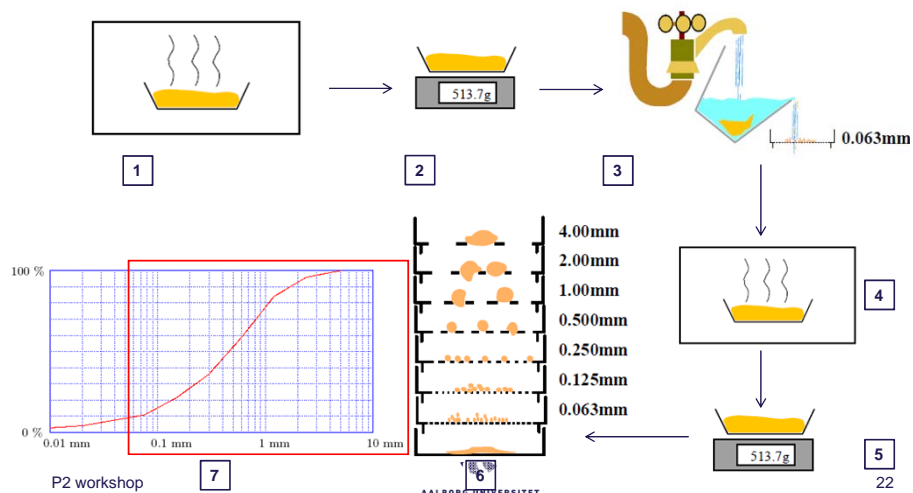 513.7g
0.063mm
1
2
3
4.00mm
2.00mm
1.00mm
0.500mm
0.250mm
0.125mm
0.063mm
4
100 %
0 %
0.01 mm
0.1 mm
1 mm
10 mm
513.7g
5
7
6
P2 workshop
AALBORG UNIVERSITET
22